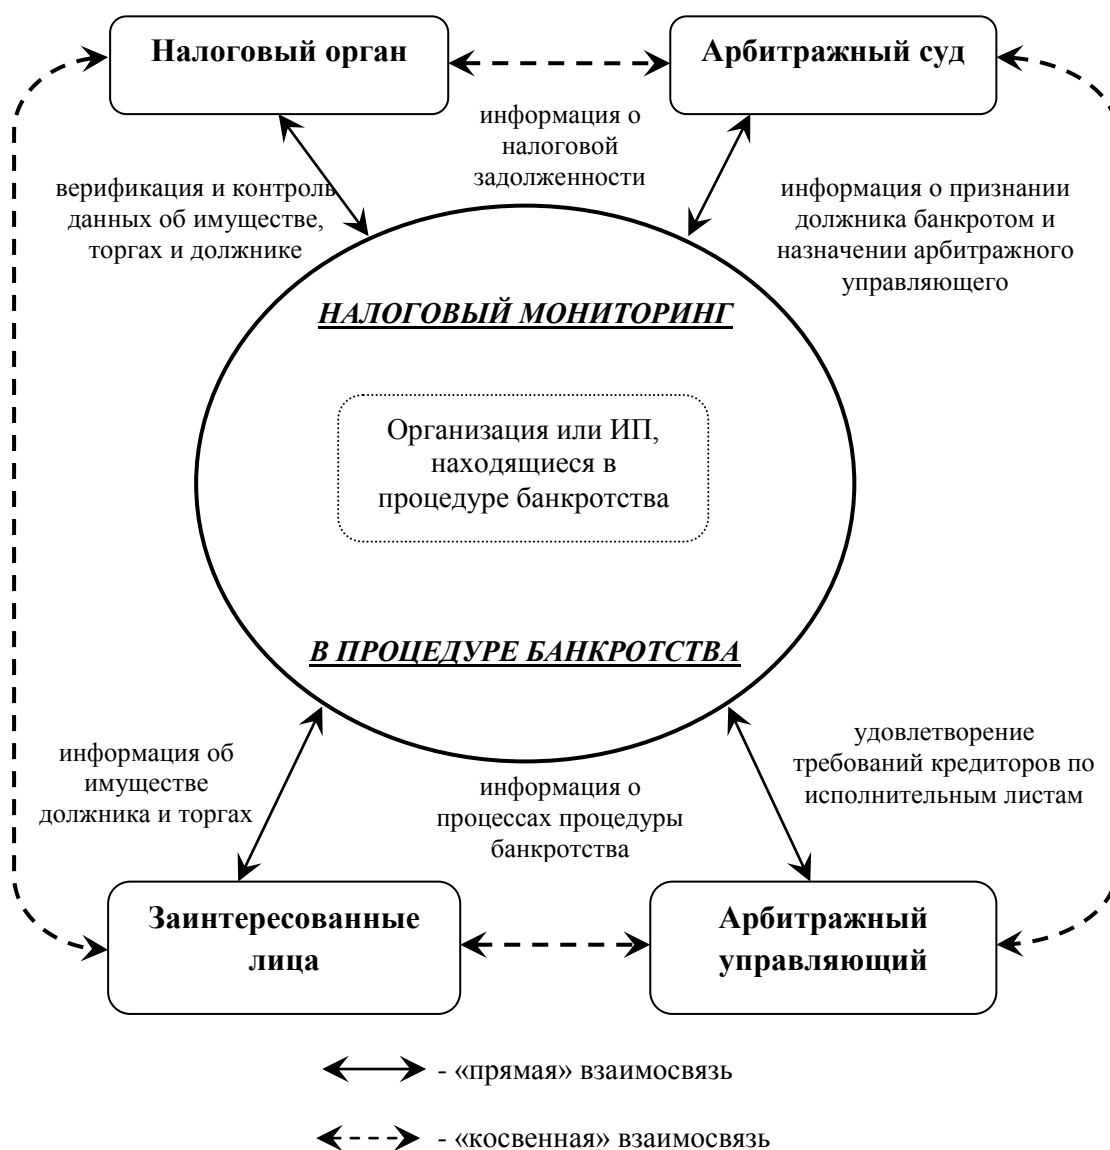 Налоговый орган
Арбитражный суд
информация о
налоговой
задолженности
верификация и контроль
данных об имуществе,
торгах и должнике
информация о признании
должника банкротом и
назначении арбитражного
управляющего
НАЛОГОВЫЙ МОНИТОРИНГ
Организация или ИП,
находящиеся в
процедуре банкротства
В ПРОЦЕДУРЕ БАНКРОТСТВА
информация об
имуществе
должника и торгах
информация о
процессах процедуры
банкротства
удовлетворение
требований кредиторов по
исполнительным листам
Заинтересованные
лица
Арбитражный
управляющий
- «прямая» взаимосвязь
- «косвенная» взаимосвязь